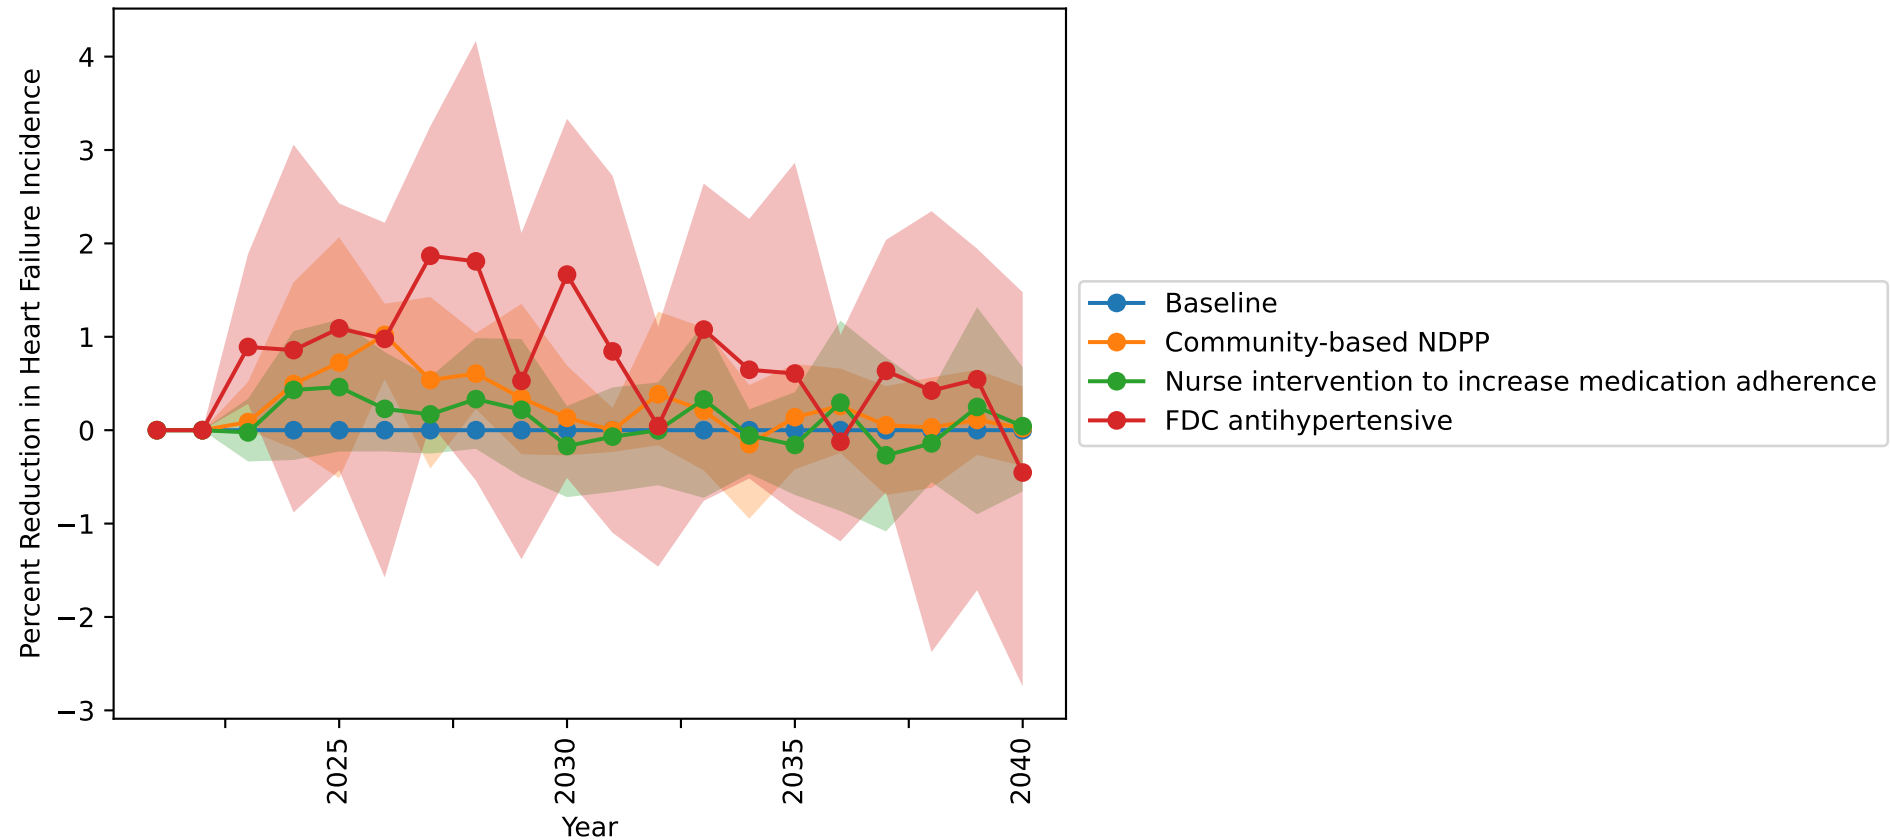 Percent Reduction in Heart Failure Incidence
4
3
2
1
0
−1
−2
−3
2025
2030
2035
2040
Year
Baseline
Community-based NDPP
Nurse intervention to increase medication adherence
FDC antihypertensive